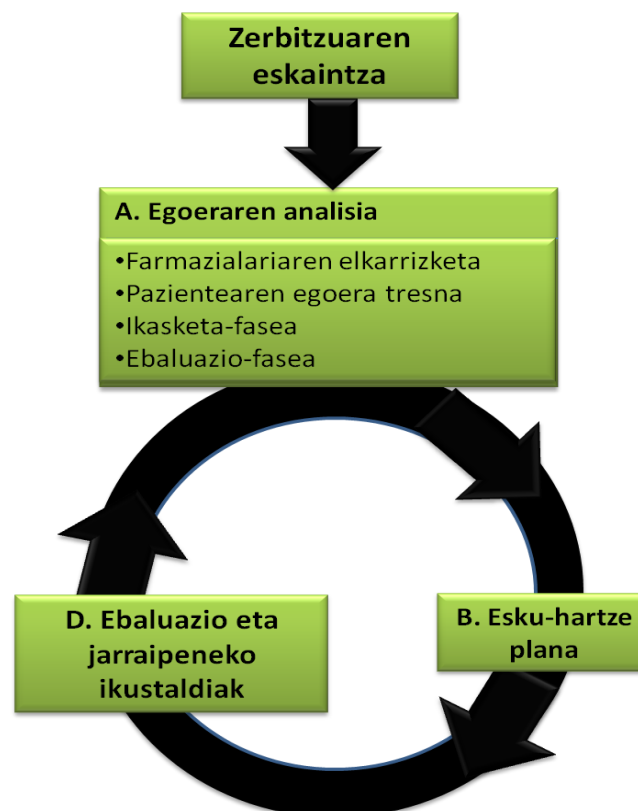 Zerbitzuaren
eskaintza
A. Egoeraren analisia
•Farmazialariaren elkarrizketa
•Pazientearen egoera tresna
•Ikasketa-fasea
•Ebaluazio-fasea
B. Esku-hartze
plana
D. Ebaluazio eta
jarraipeneko
ikustaldiak